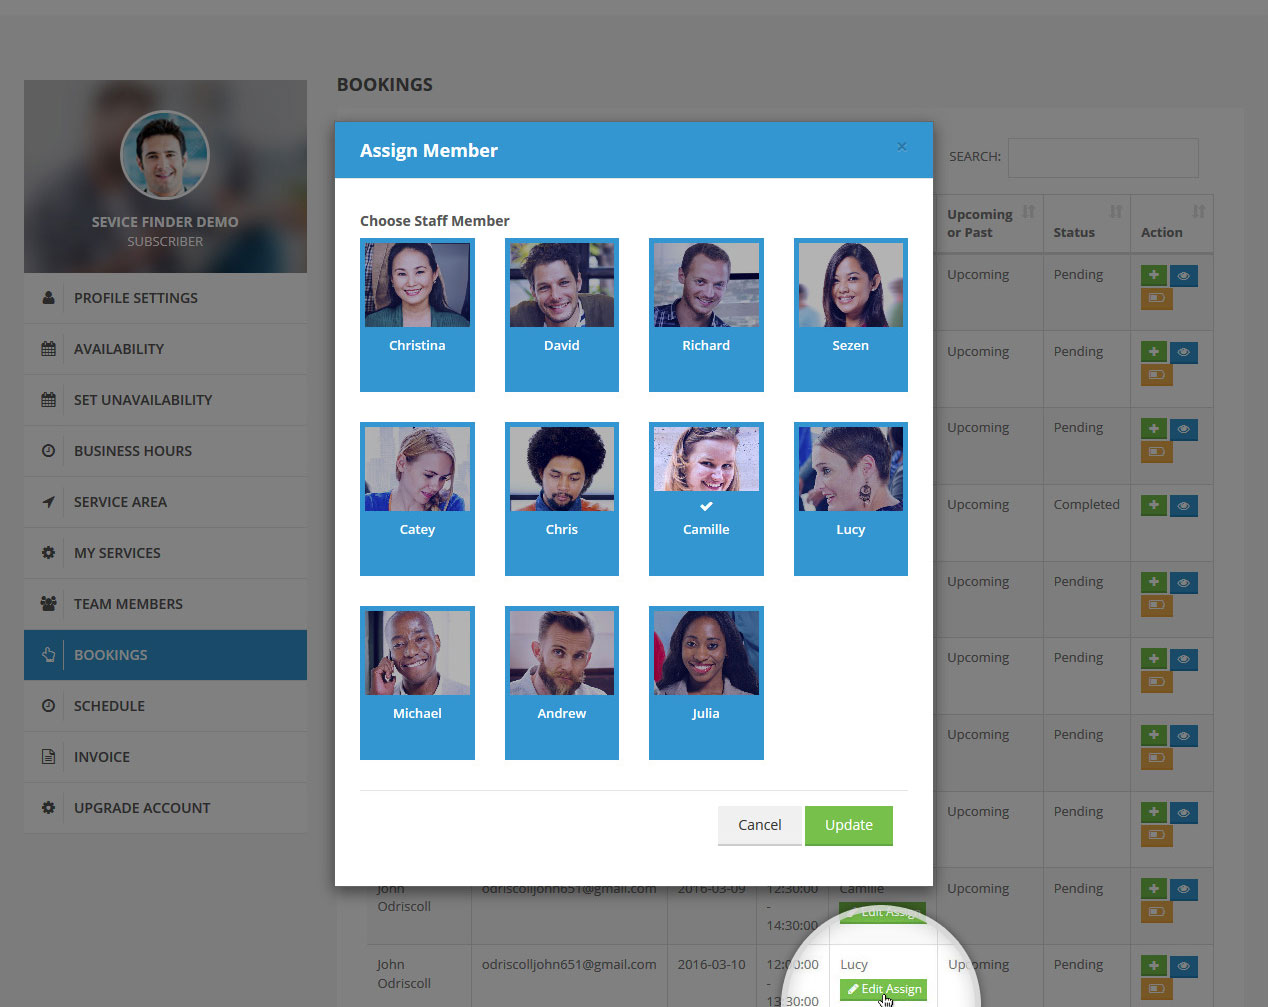 BOOKINGS
SEVICE FINDER DEMO
SUBSCRIBER
PROFILE SETTINGS
AVAILABILITY
SET UNAVAILABILITY
BUSINESS HOURS
SERVICE AREA
MY SERVICES
TEAM MEMBERS
BOOKINGS
SCHEDULE
INVOICE
UPGRADE ACCOUNT
Assign Member ×
Choose Staff Member
Christina David Richard Sezen
Catey Chris Camille Lucy
Michael Andrew Julia
Cancel Update
SEARCH:
Upcoming
or Past Status Action
Upcoming Pending
Upcoming Pending
Upcoming Pending
Upcoming Completed
Upcoming Pending
Upcoming Pending
Upcoming Pending
Upcoming Pending
John odriscolljohn651@gmail.com 2016-03-09 12:30:00 Camille Upcoming Pending
Odriscoll - Edit Assign
14:30:00
John odriscolljohn651@gmail.com 2016-03-10 12:00:00 Lucy Upcoming Pending
Odriscoll - Edit Assign
13:30:00